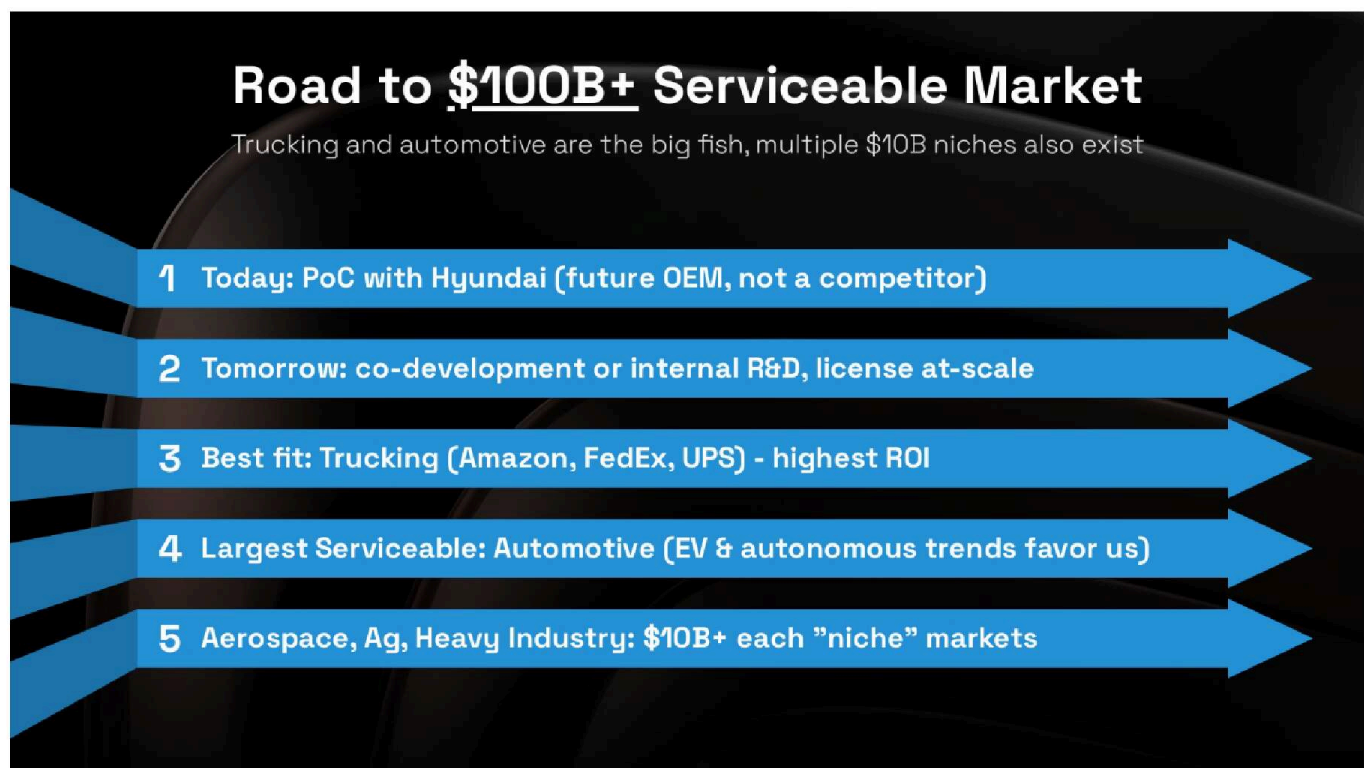 Road to $100B+ Serviceable Market
Trucking and automotive are the big fish, multiple $10B niches also exist
1 Today: PoC with Hyundai (future OEM, not a competitor)
2 Tomorrow: co-development or internal R&D, license at-scale
3 Best fit: Trucking (Amazon, FedEx, UPS) - highest ROI
4 Largest Serviceable: Automotive (EV & autonomous trends favor us)
5 Aerospace, Ag, Heavy Industry: $10B+ each ”niche” markets